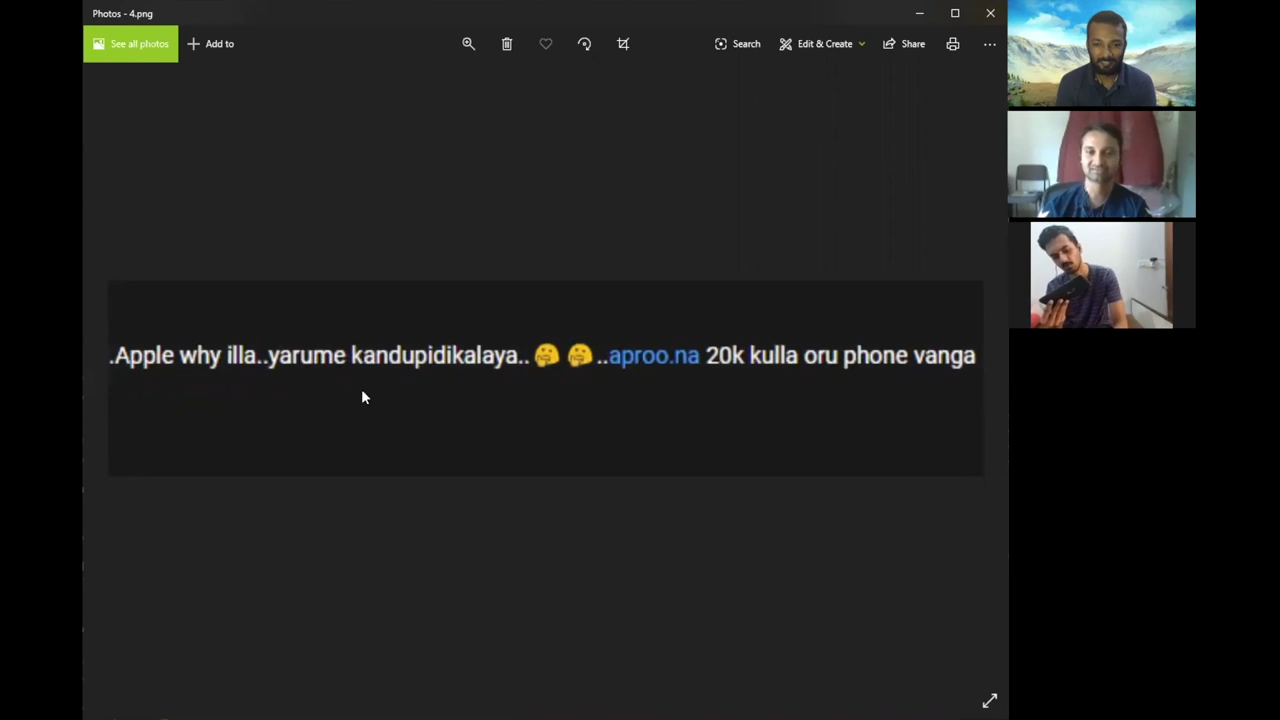 Photos - 4.png
See all photos
Add to
Search
Edit & Create
Share
.Apple why illa..yarume kandupidikalaya..🤔🤔..aproo.na 20k kulla oru phone vanga